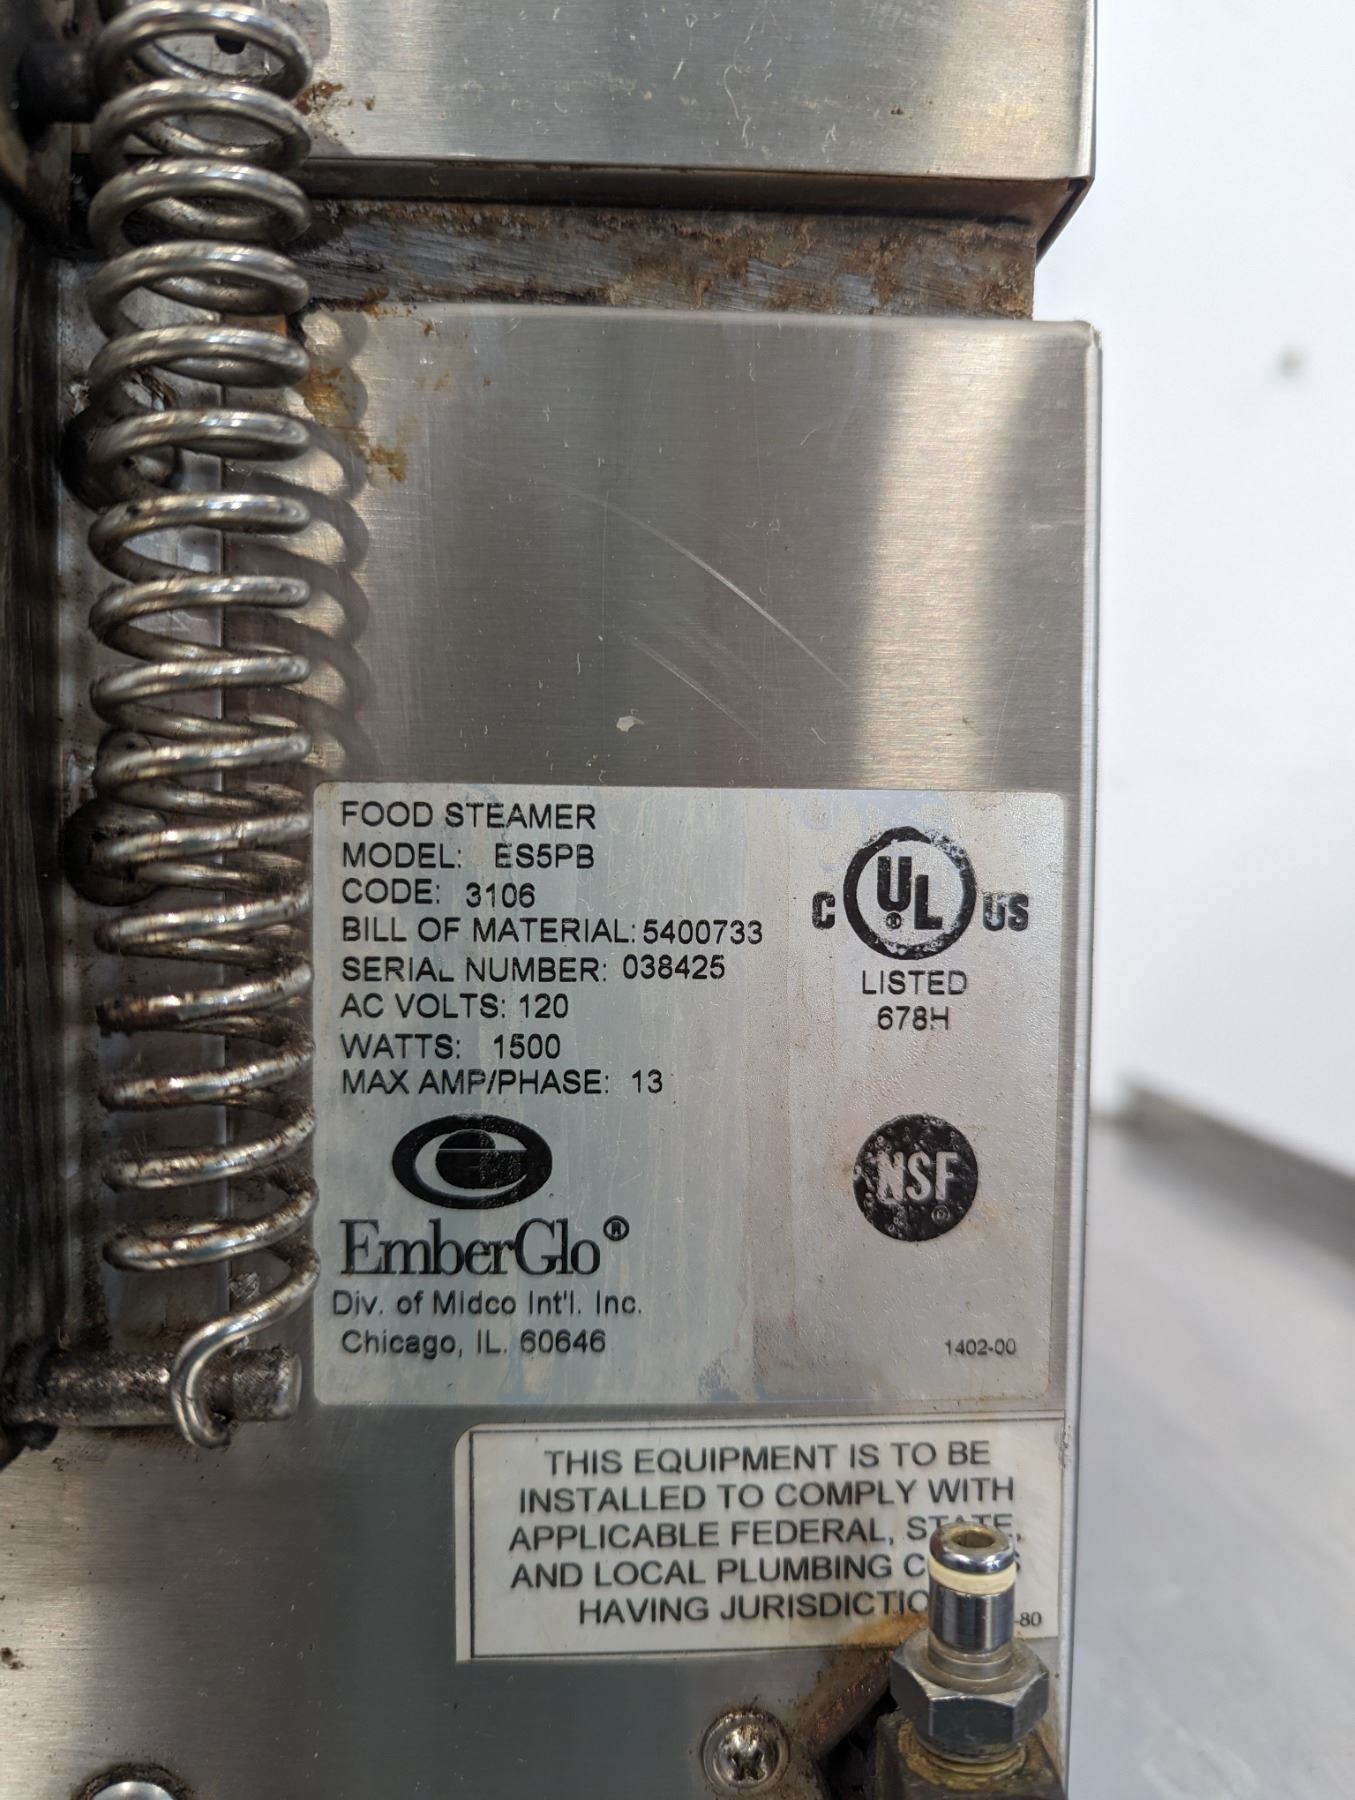 FOOD STEAMER
MODEL: ES5PB
CODE: 3106
BILL OF MATERIAL: 5400733
SERIAL NUMBER: 038425
AC VOLTS: 120
WATTS: 1500
MAX AMP/PHASE: 13
C UL® US
LISTED
678H
NSF©
e
EmberGlo®
Div. of Midco Int'l. Inc.
Chicago, IL. 60646
1402-00
THIS EQUIPMENT IS TO BE
INSTALLED TO COMPLY WITH
APPLICABLE FEDERAL,
AND LOCAL PLUMBING
HAVING
-80